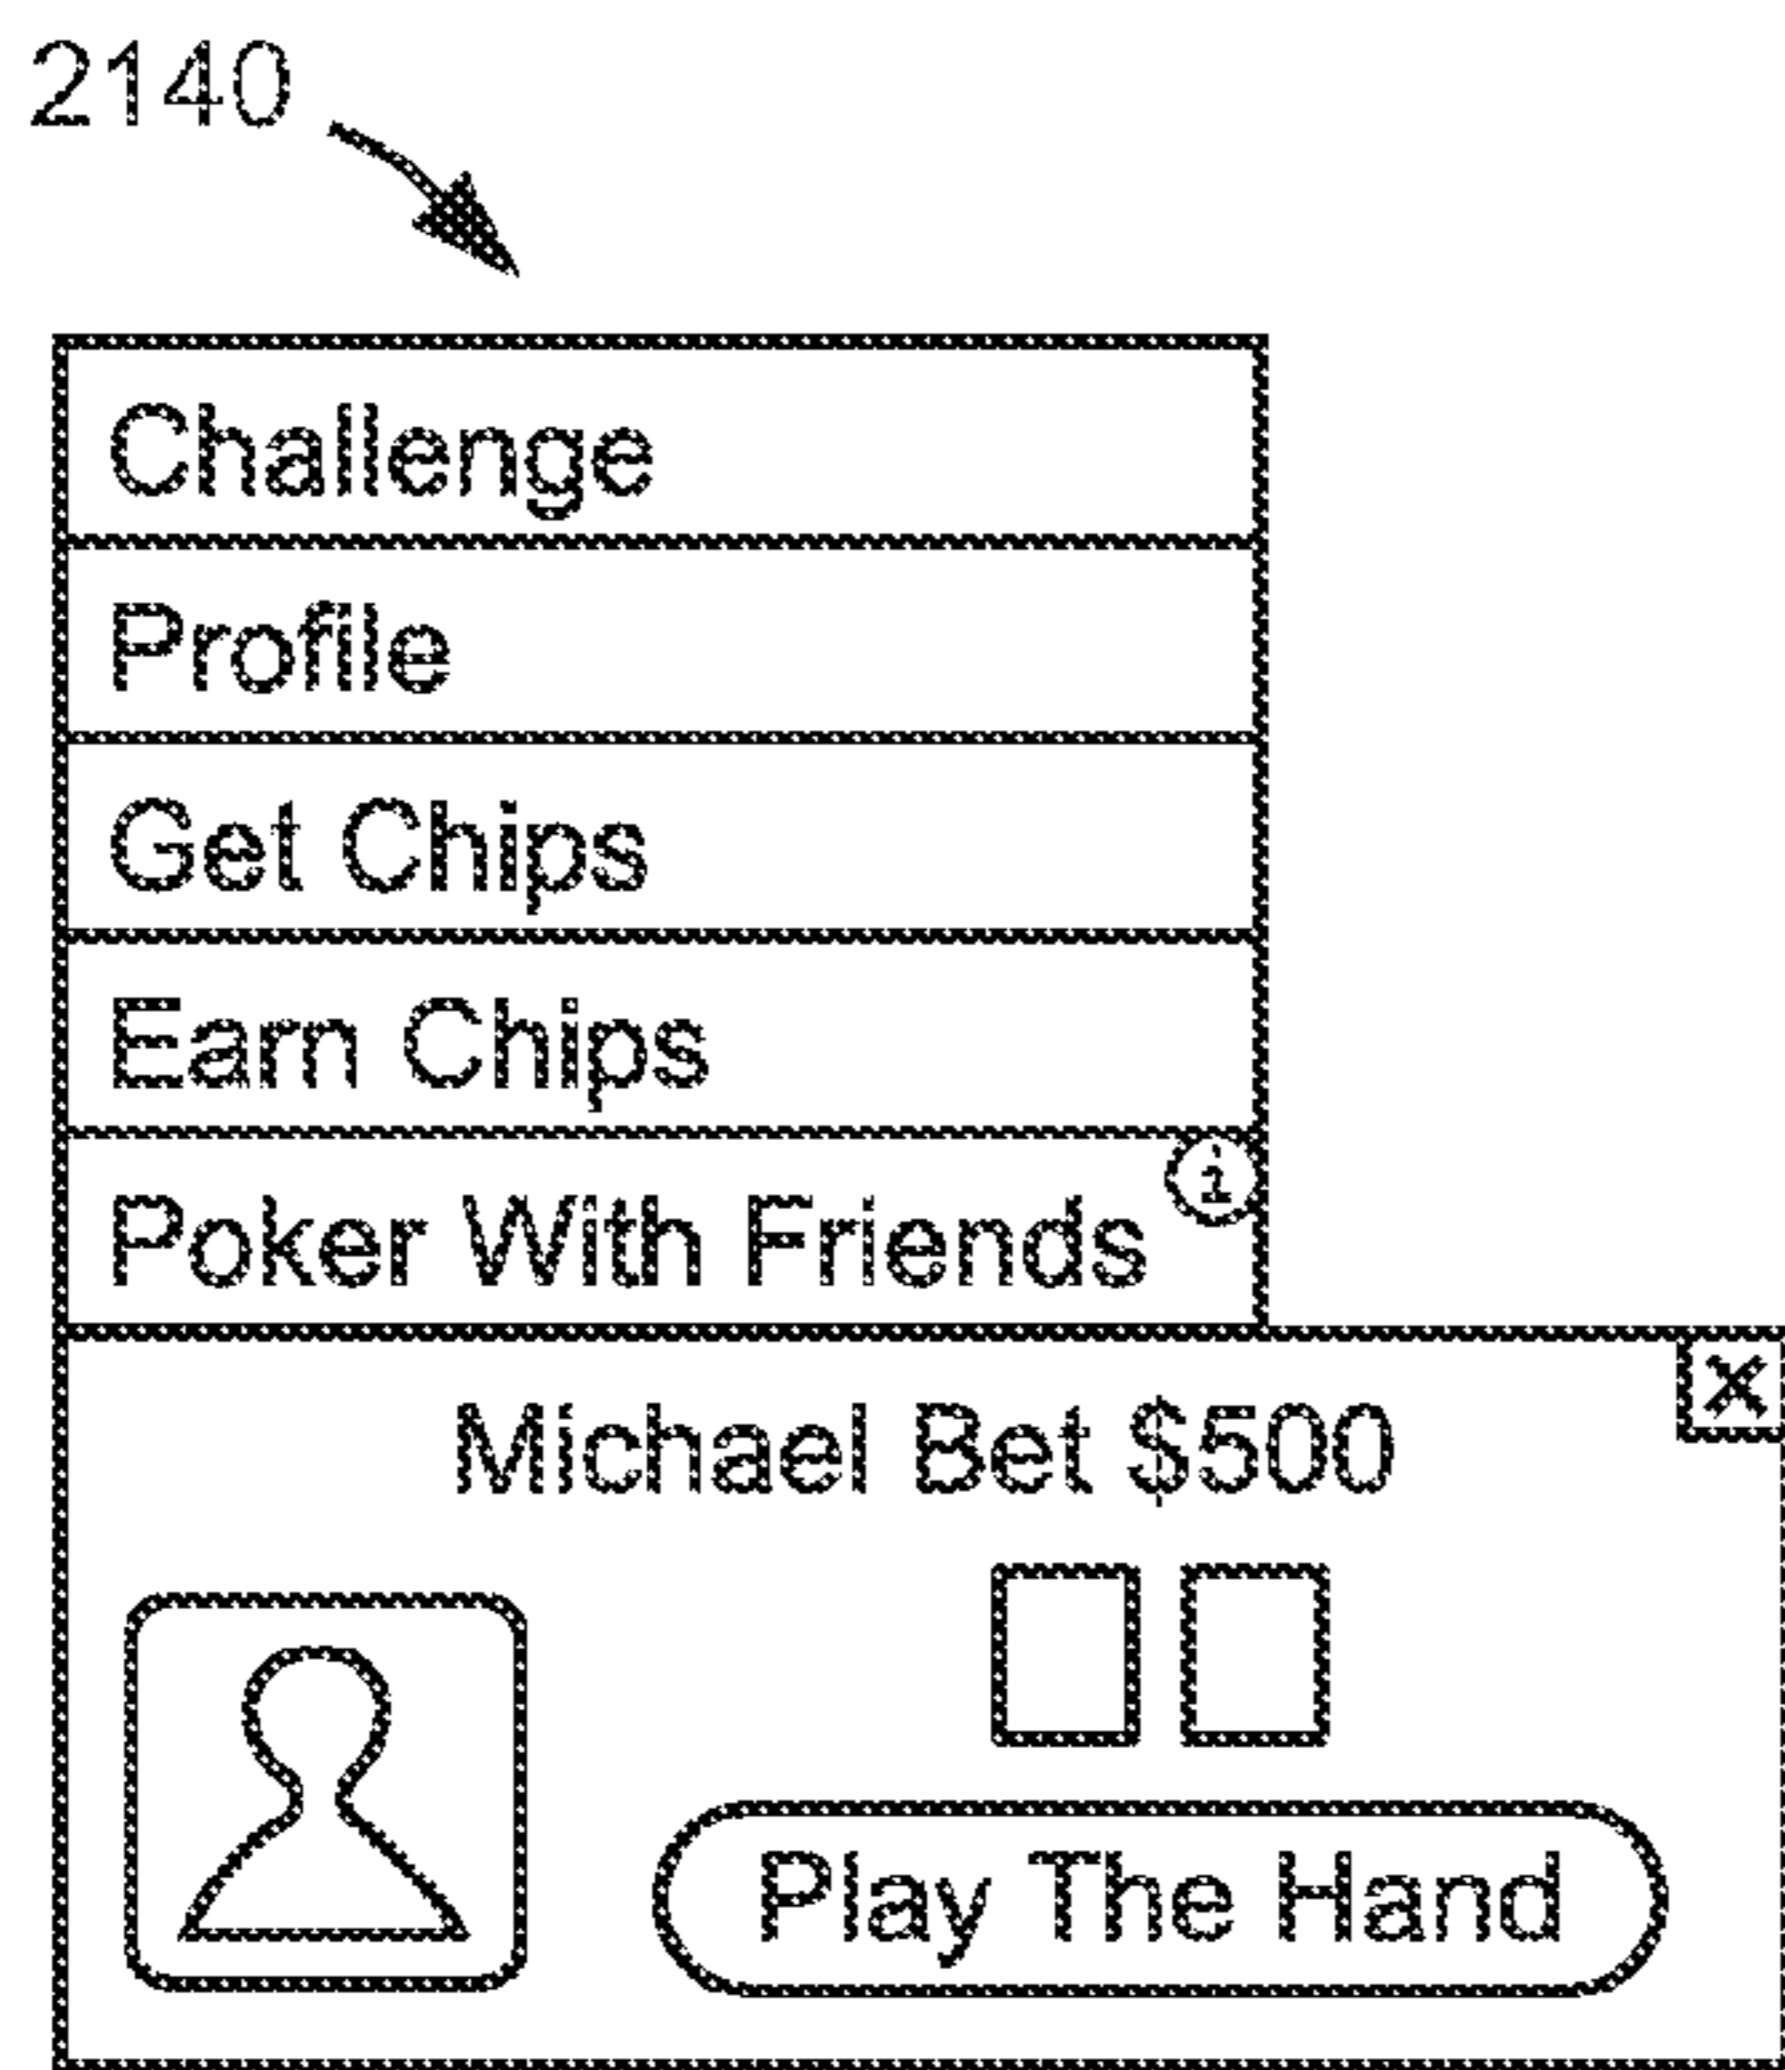 2140
Challenge
Profile
Get Chips
Earn Chips
Poker With Friends
Michael Bet $500
X
Play The Hand